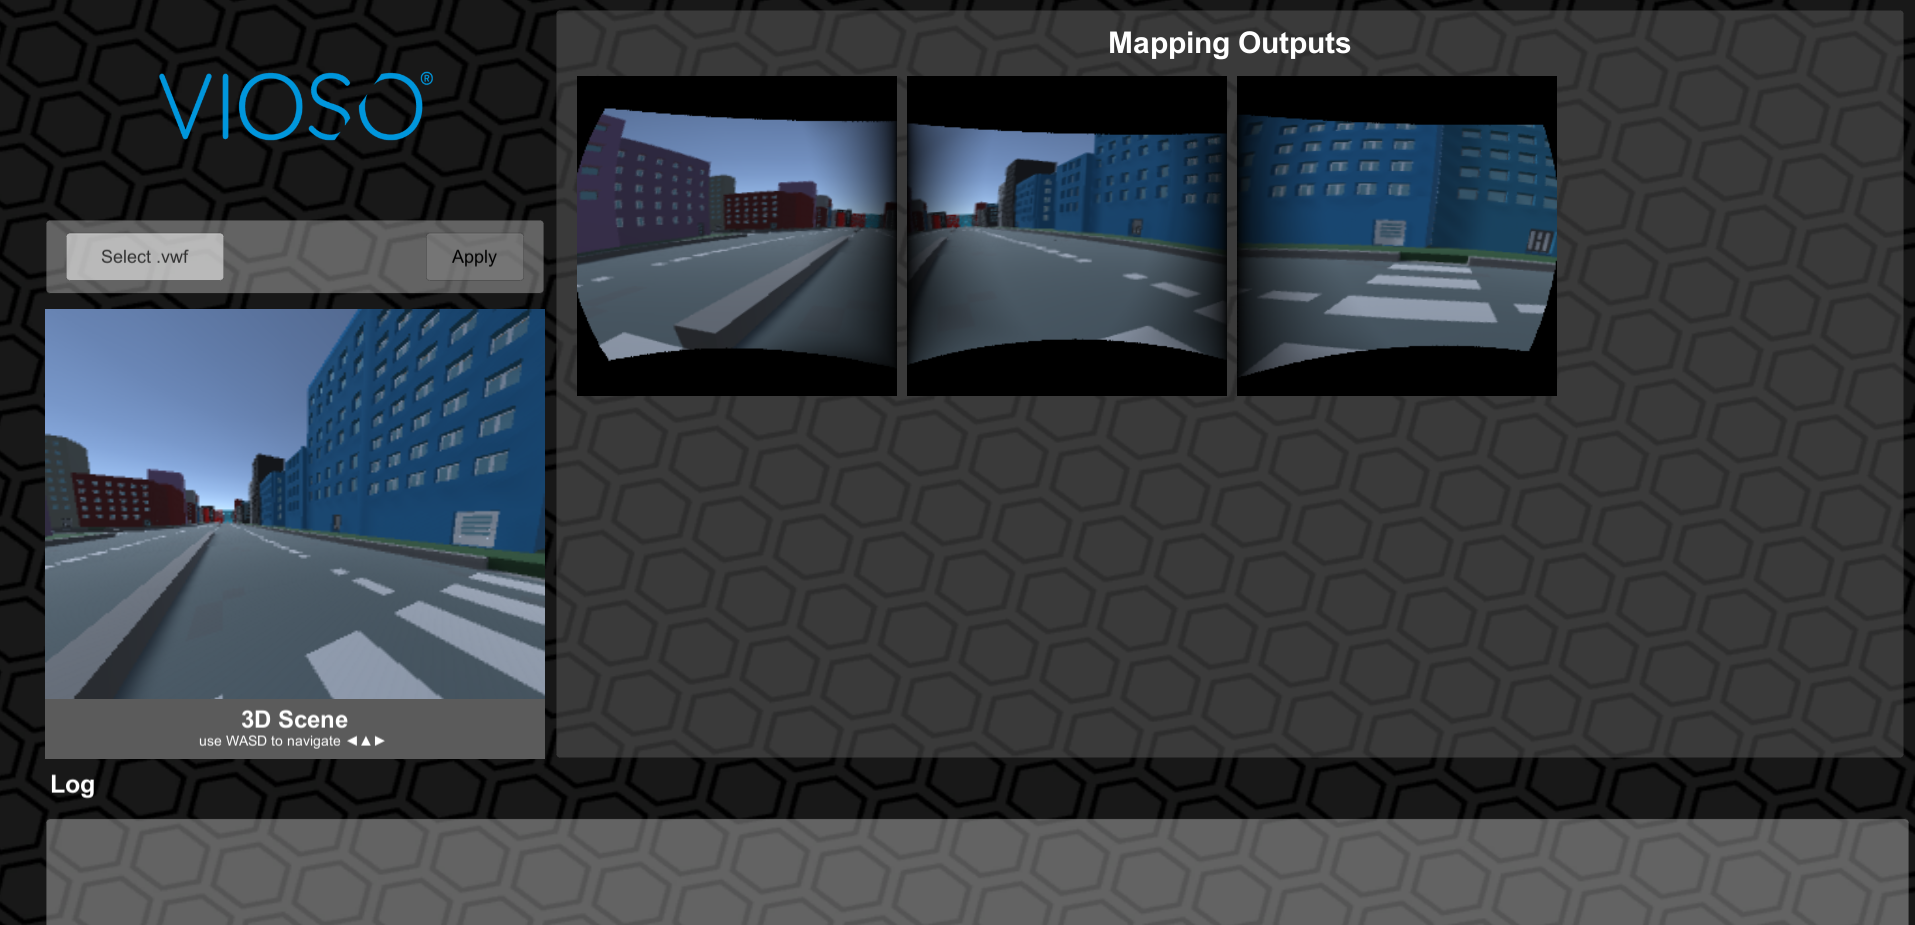 VIOSO®
Select .vwf
Apply
Mapping Outputs
3D Scene
use WASD to navigate ◄▲►
Log